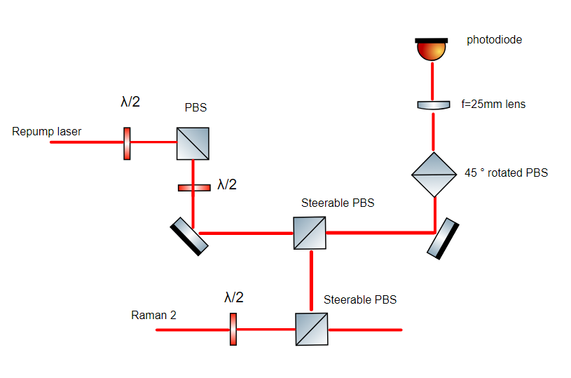 photodiode
λ/2
PBS
f=25mm lens
Repump laser
45 ° rotated PBS
λ/2
Steerable PBS
λ/2
Steerable PBS
Raman 2